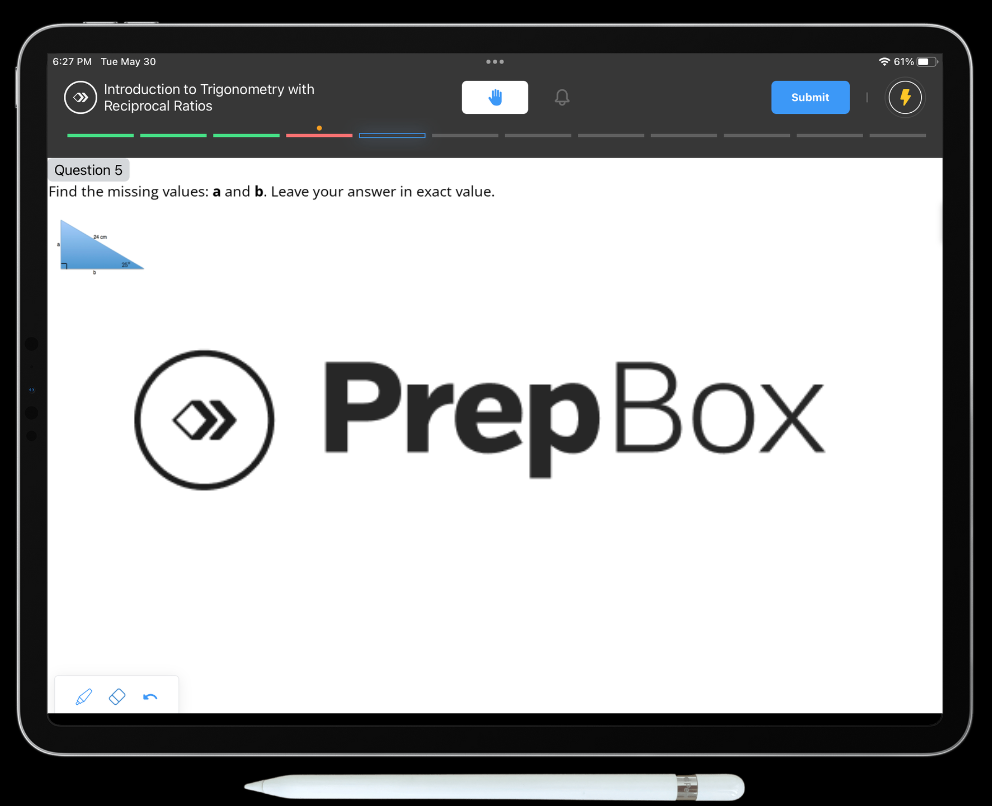 6:27 PM Tue May 30
61%
Introduction to Trigonometry with
Reciprocal Ratios
Submit
Question 5
Find the missing values: a and b. Leave your answer in exact value.
24 cm
a
b
PrepBox